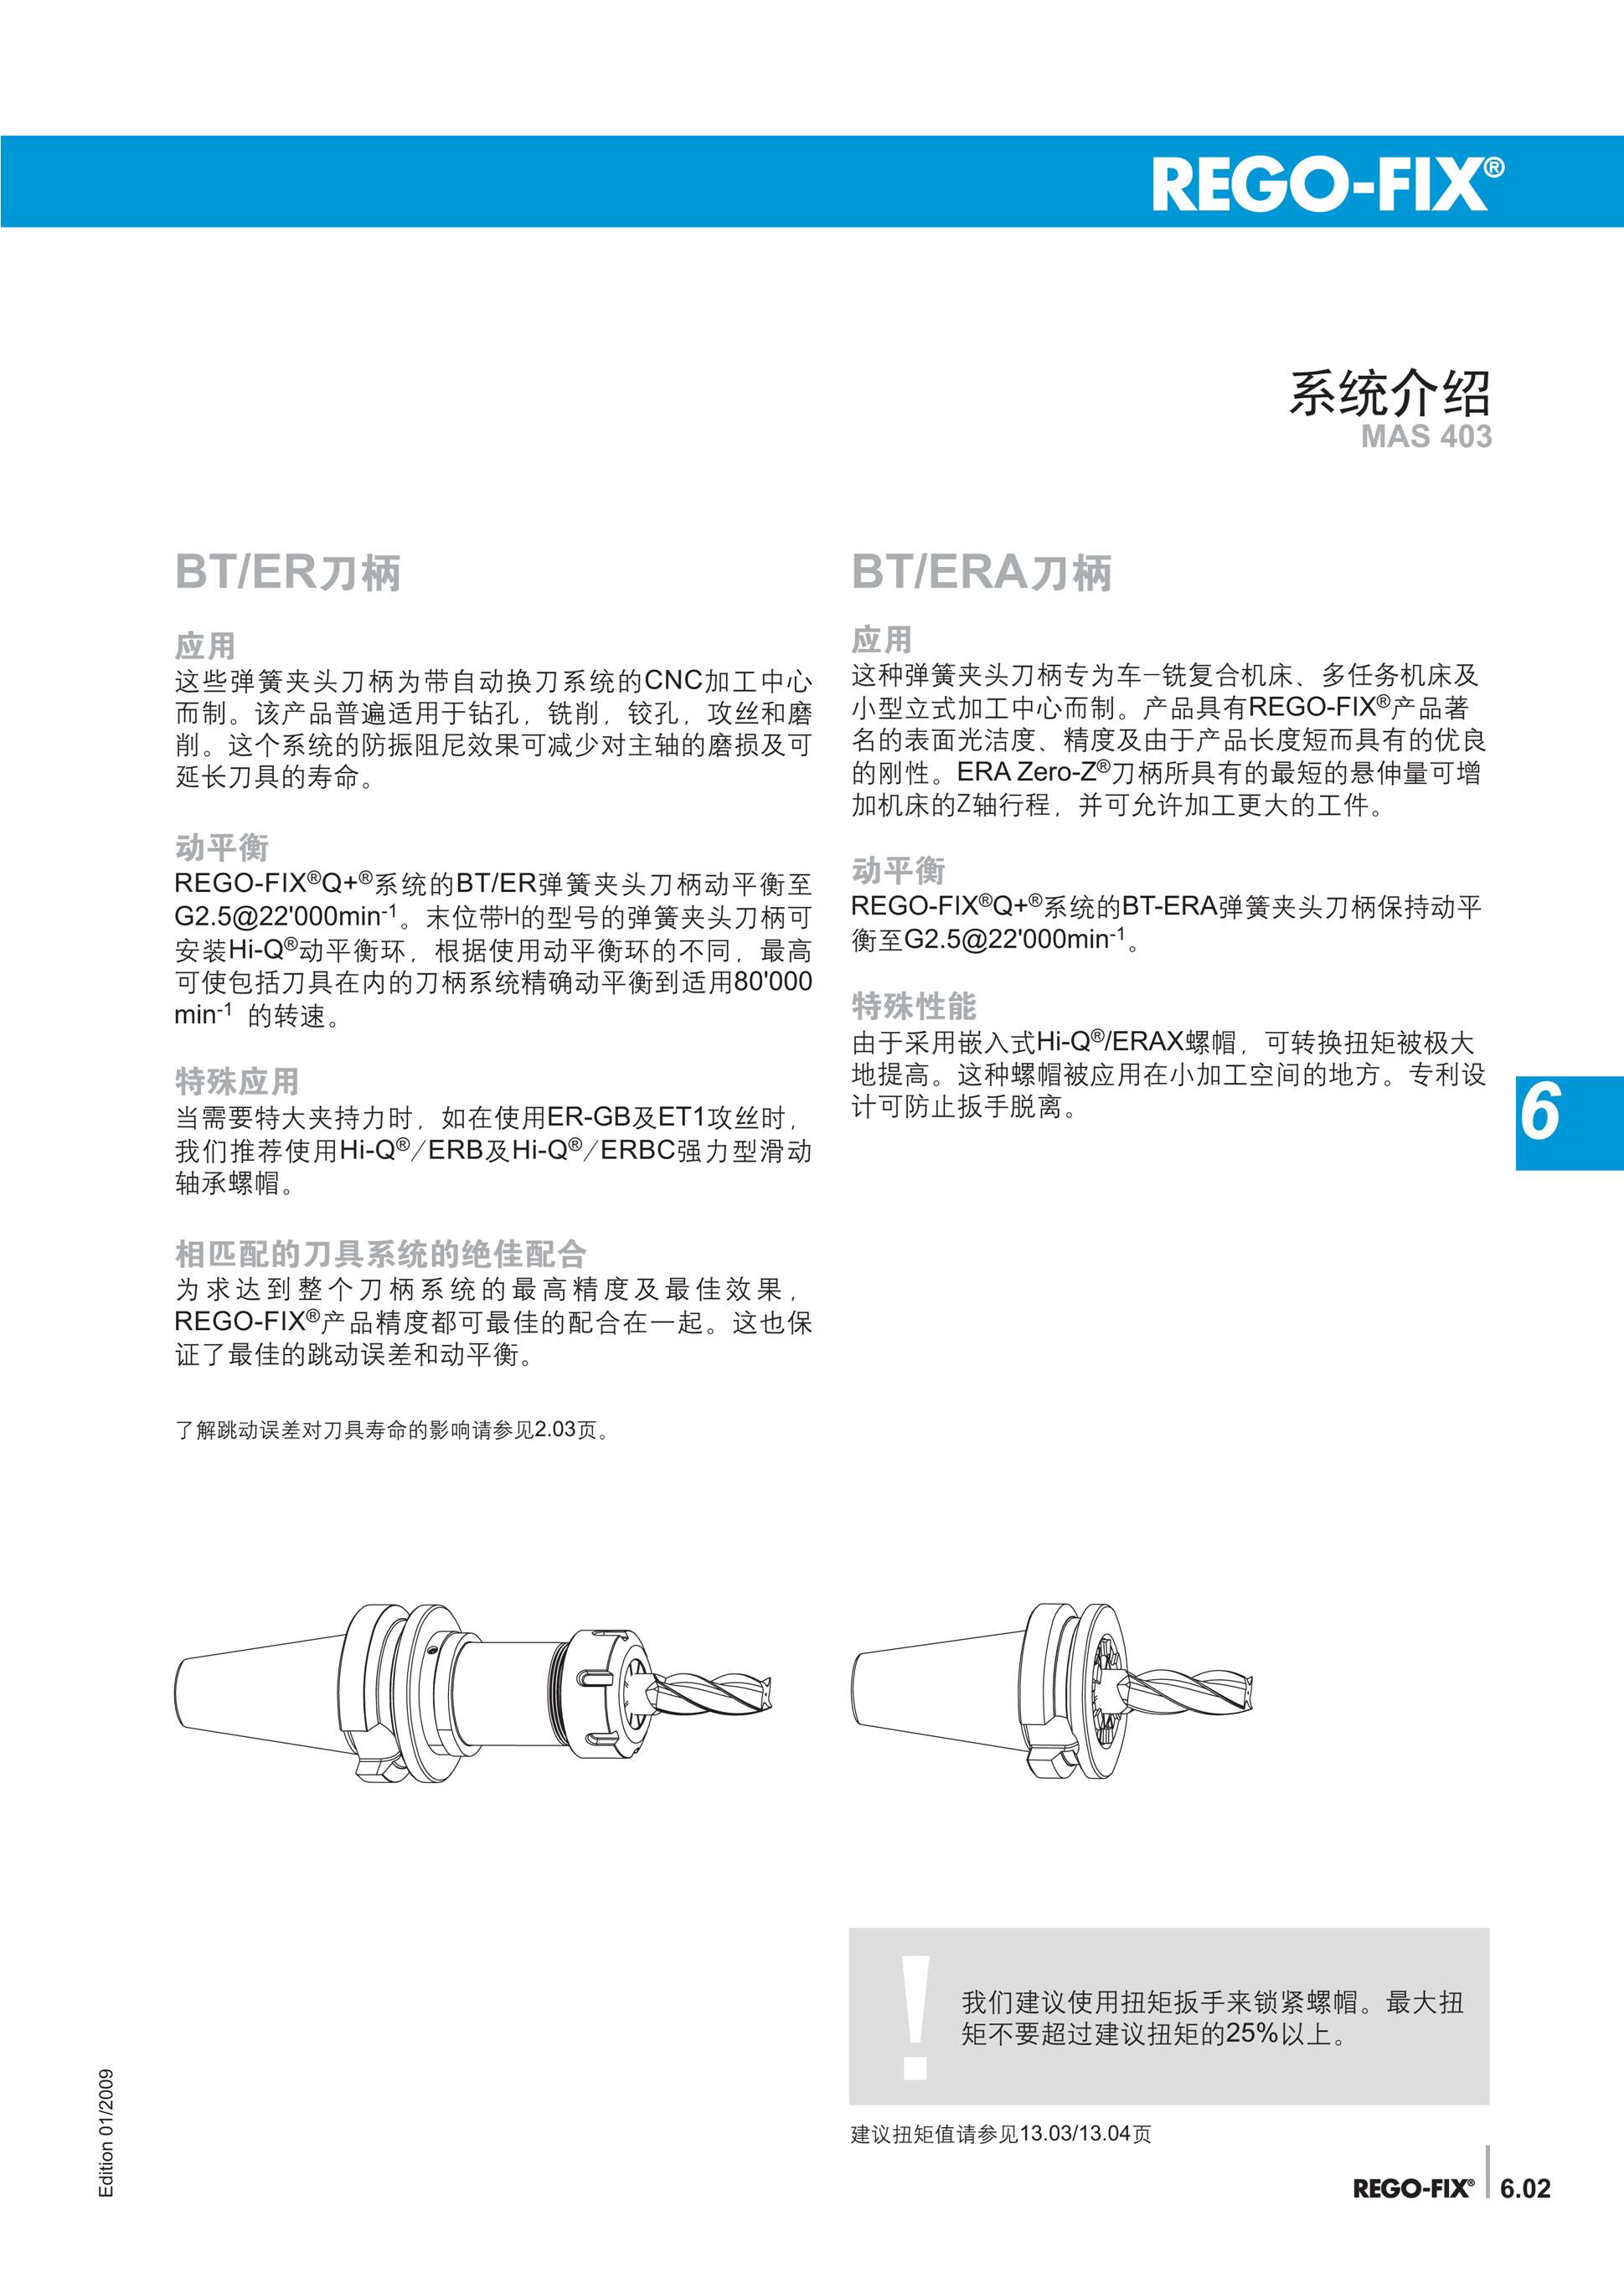 REGO-FIX®
系统介绍
MAS 403
BT/ER刀柄
应用
这些弹簧夹头刀柄为带自动换刀系统的CNC加工中心
而制。该产品普遍适用于钻孔，铣削，铰孔，攻丝和磨
削。这个系统的防振阻尼效果可减少对主轴的磨损及可
延长刀具的寿命。
动平衡
REGO-FIX®Q+®系统的BT/ER弹簧夹头刀柄动平衡至
G2.5@22'000min-1。末位带H的型号的弹簧夹头刀柄可
安装Hi-Q®动平衡环，根据使用动平衡环的不同，最高
可使包括刀具在内的刀柄系统精确动平衡到适用80'000
min-1 的转速。
特殊应用
当需要特大夹持力时，如在使用ER-GB及ET1攻丝时，
我们推荐使用Hi-Q®/ERB及Hi-Q®/ERBC强力型滑动
轴承螺帽。
相匹配的刀具系统的绝佳配合
为求达到整个刀柄系统的最高精度及最佳效果，
REGO-FIX®产品精度都可最佳的配合在一起。这也保
证了最佳的跳动误差和动平衡。
了解跳动误差对刀具寿命的影响请参见2.03页。
BT/ERA刀柄
应用
这种弹簧夹头刀柄专为车-铣复合机床、多任务机床及
小型立式加工中心而制。产品具有REGO-FIX®产品著
名的表面光洁度、精度及由于产品长度短而具有的优良
的刚性。ERA Zero-Z®刀柄所具有的最短的悬伸量可增
加机床的Z轴行程，并可允许加工更大的工件。
动平衡
REGO-FIX®Q+®系统的BT-ERA弹簧夹头刀柄保持动平
衡至G2.5@22'000min-1。
特殊性能
由于采用嵌入式Hi-Q®/ERAX螺帽，可转换扭矩被极大
地提高。这种螺帽被应用在小加工空间的地方。专利设
计可防止扳手脱离。
6
!
我们建议使用扭矩扳手来锁紧螺帽。最大扭
矩不要超过建议扭矩的25%以上。
建议扭矩值请参见13.03/13.04页
Edition 01/2009
REGO-FIX® 6.02